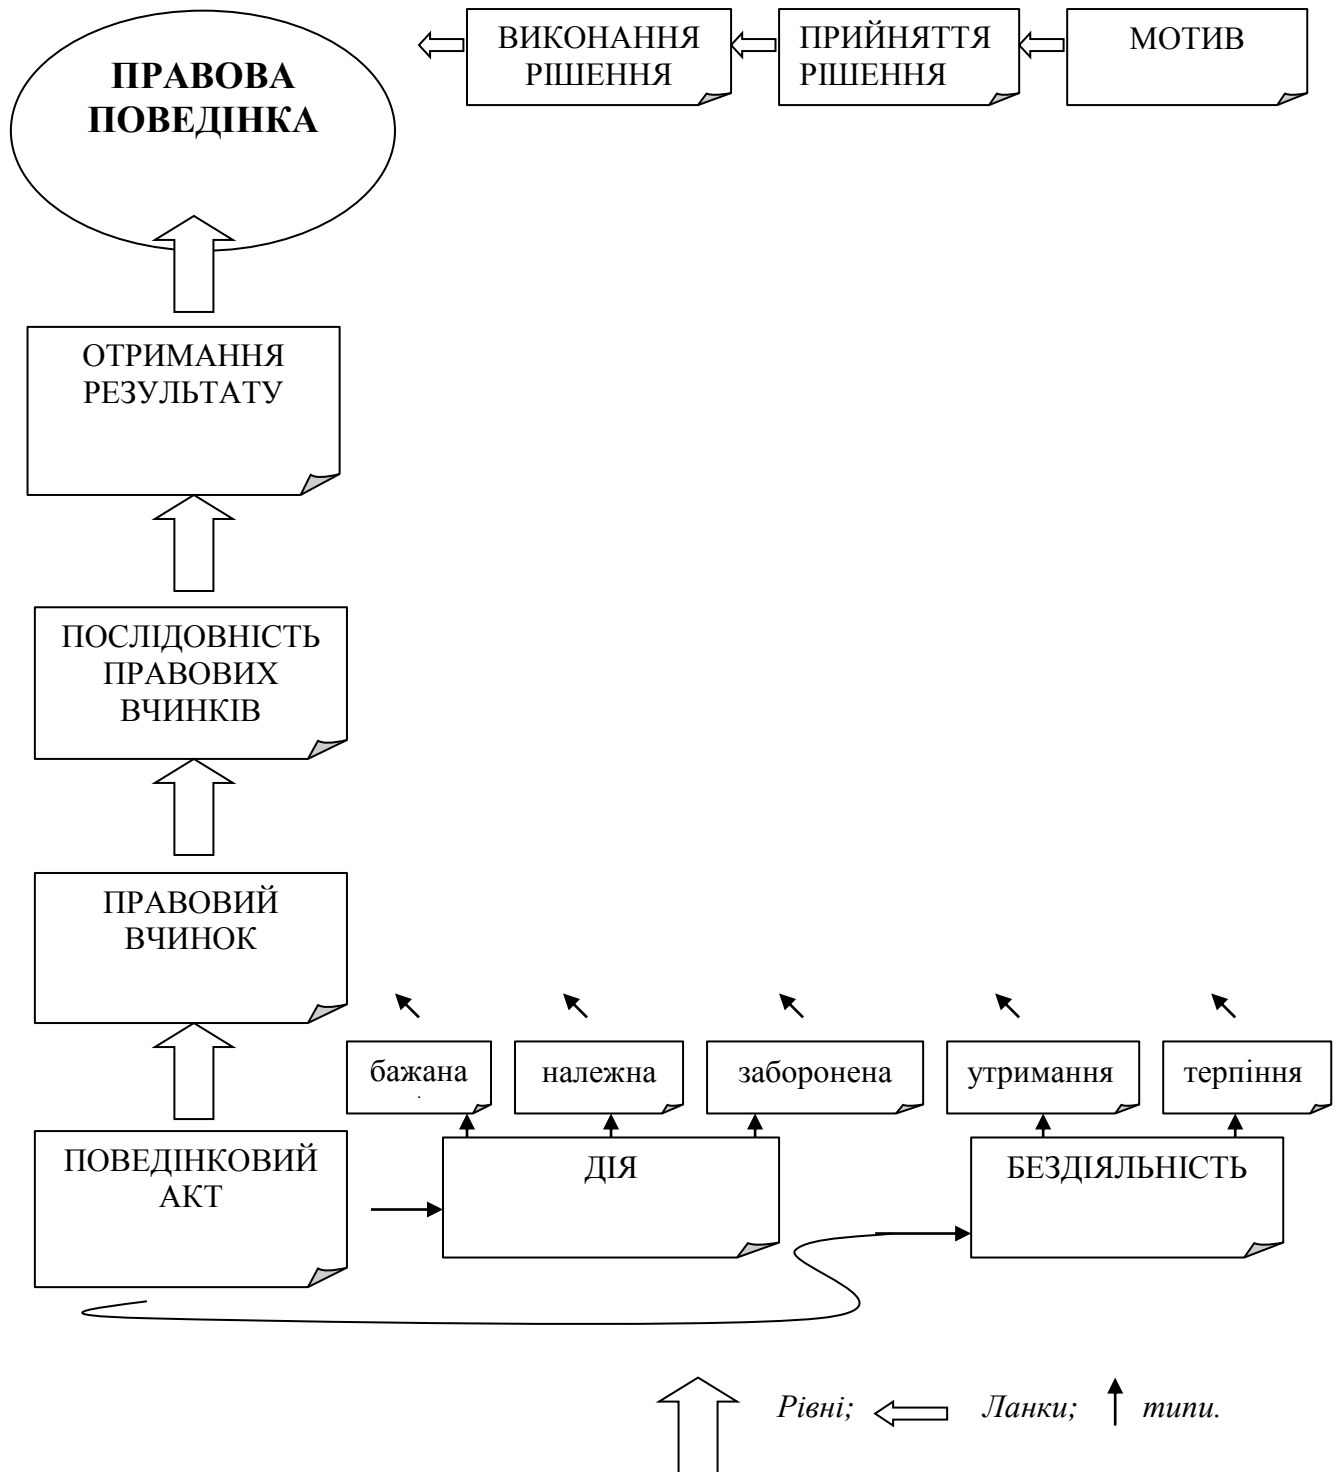 ПРАВОВА
ПОВЕДІНКА
ВИКОНАННЯ
РІШЕННЯ
ПРИЙНЯТТЯ
РІШЕННЯ
МОТИВ
ОТРИМАННЯ
РЕЗУЛЬТАТУ
ПОСЛІДОВНІСТЬ
ПРАВОВИХ
ВЧИНКІВ
ПРАВОВИЙ
ВЧИНОК
бажана
належна
заборонена
утримання
терпіння
ПОВЕДІНКОВИЙ
АКТ
ДІЯ
БЕЗДІЯЛЬНІСТЬ
Рівні; Ланки; типи.